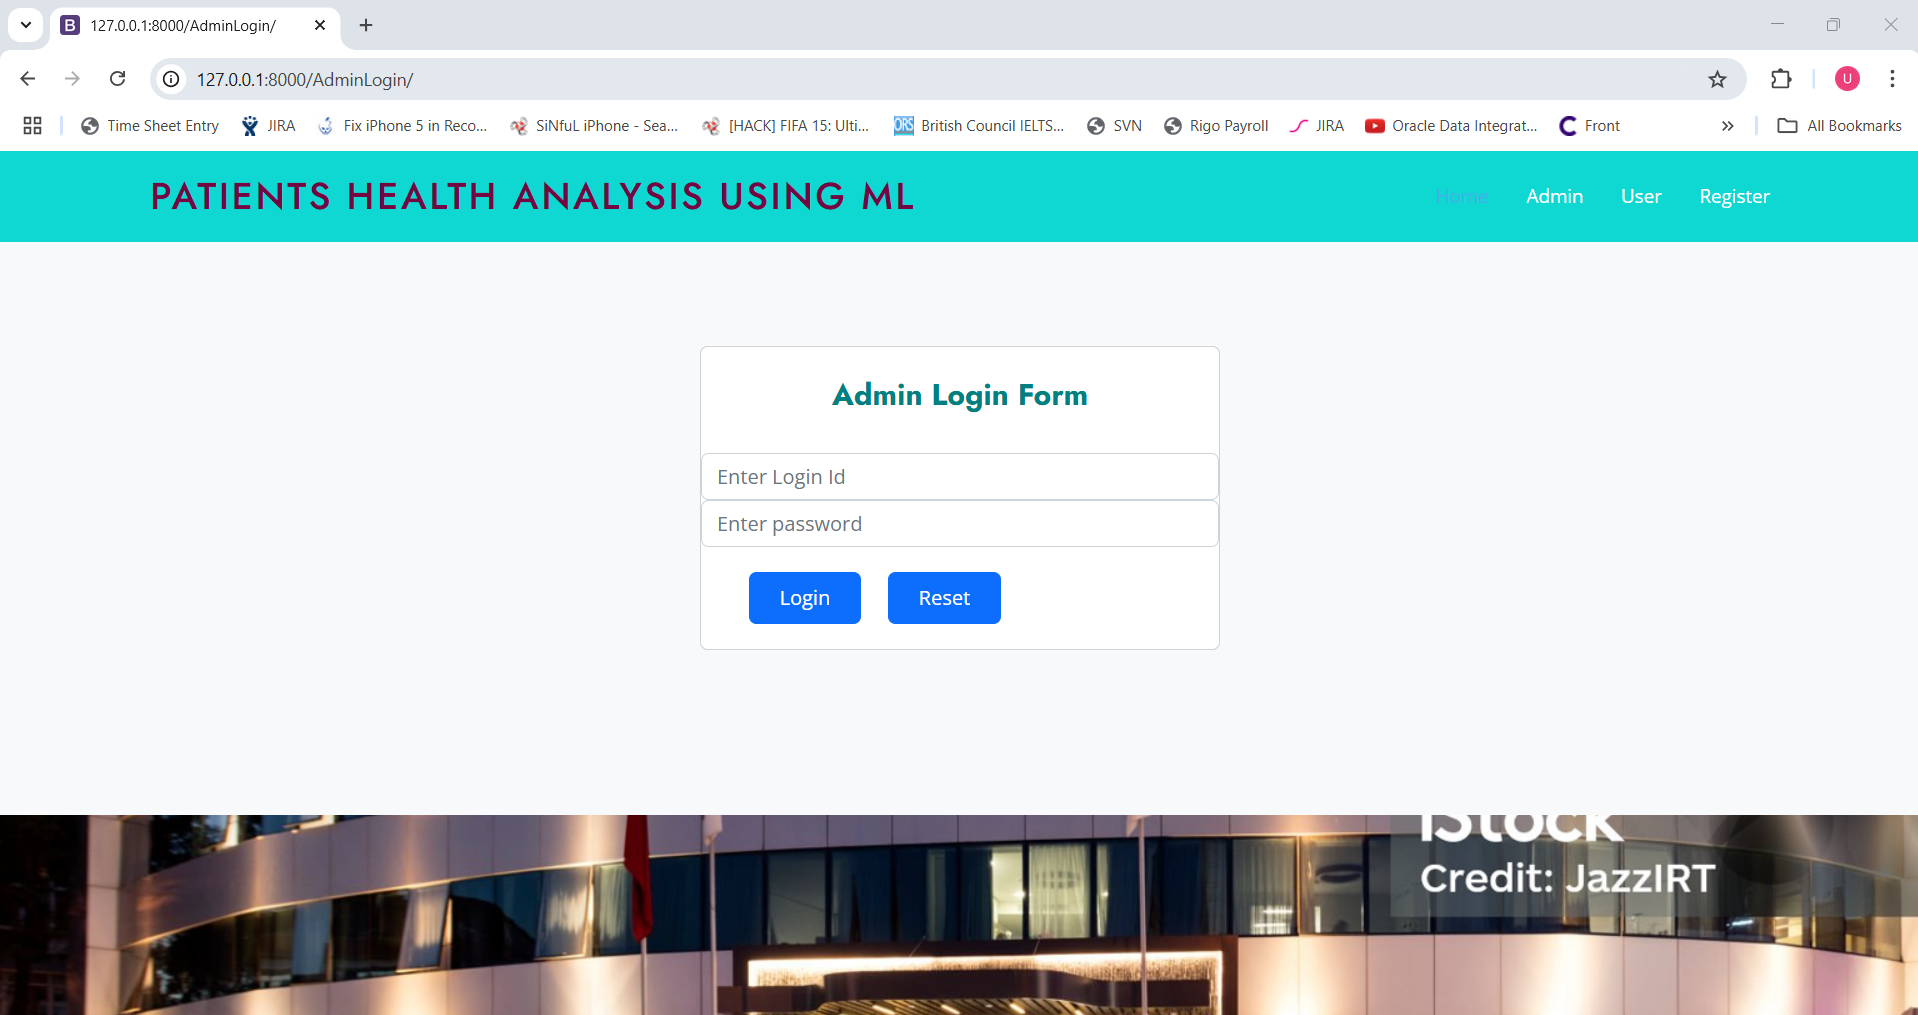 127.0.0.1:8000/AdminLogin/
127.0.0.1:8000/AdminLogin/
U
Time Sheet Entry JIRA Fix iPhone 5 in Reco... SiNfuL iPhone - Sea... [HACK] FIFA 15: Ulti... ORS British Council IELTS... SVN Rigo Payroll JIRA Oracle Data Integrat... Front » All Bookmarks
PATIENTS HEALTH ANALYSIS USING ML
Home Admin User Register
Admin Login Form
Enter Login Id
Enter password
Login Reset
iStock
Credit: JazzIRT